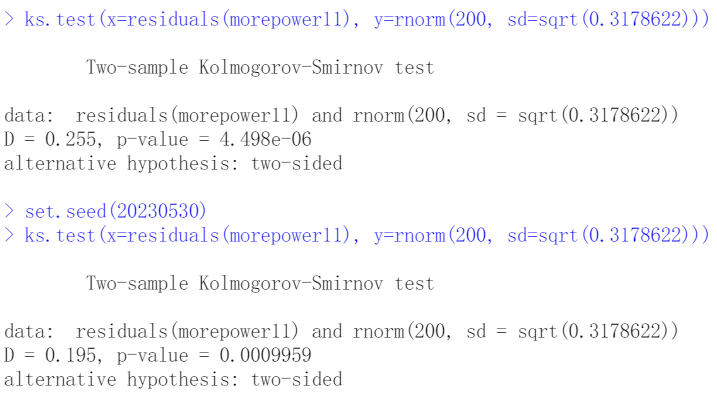 > ks.test(x=residuals(morepower11), y=rnorm(200, sd=sqrt(0.3178622)))
Two-sample Kolmogorov-Smirnov test
data:  residuals(morepower11) and rnorm(200, sd = sqrt(0.3178622))
D = 0.255, p-value = 4.498e-06
alternative hypothesis: two-sided
> set.seed(20230530)
> ks.test(x=residuals(morepower11), y=rnorm(200, sd=sqrt(0.3178622)))
Two-sample Kolmogorov-Smirnov test
data:  residuals(morepower11) and rnorm(200, sd = sqrt(0.3178622))
D = 0.195, p-value = 0.0009959
alternative hypothesis: two-sided